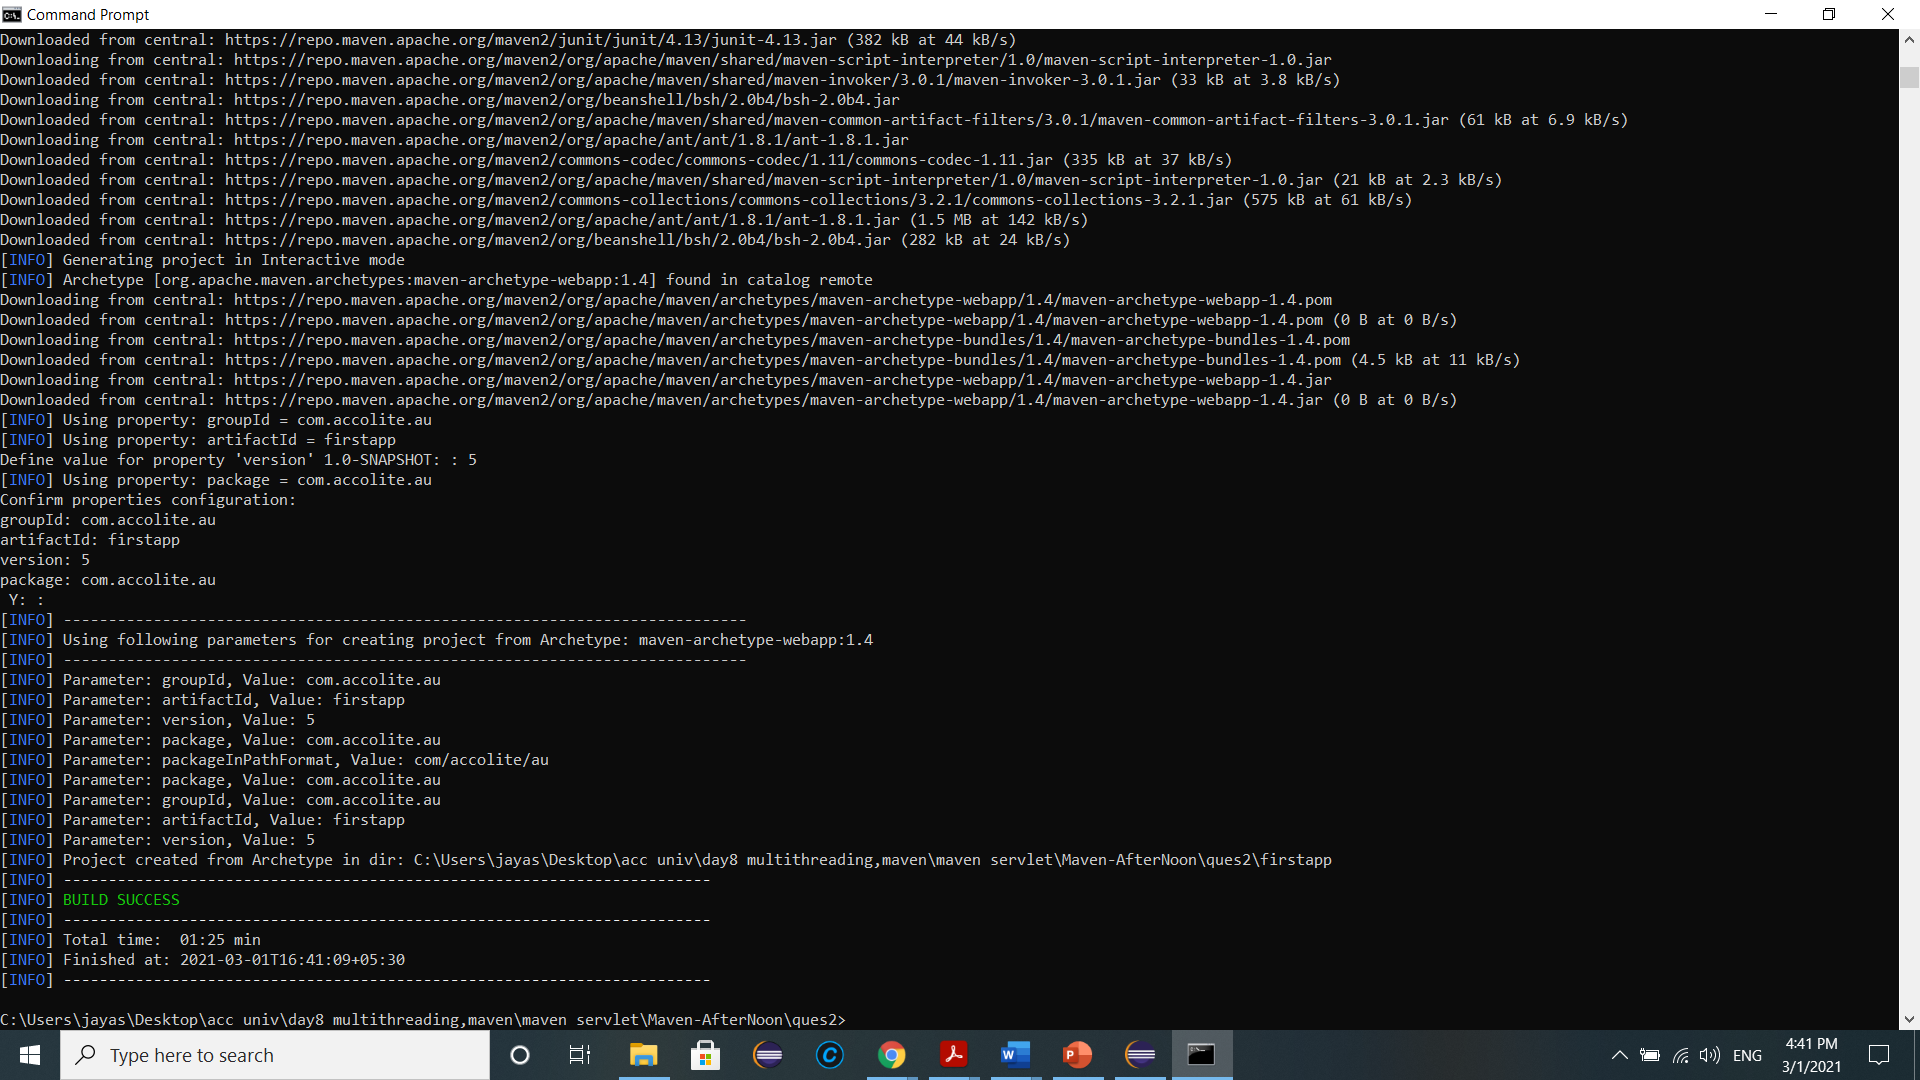 Command Prompt
Downloaded from central: https://repo.maven.apache.org/maven2/junit/junit/4.13/junit-4.13.jar (382 kB at 44 kB/s)
Downloading from central: https://repo.maven.apache.org/maven2/org/apache/maven/shared/maven-script-interpreter/1.0/maven-script-interpreter-1.0.jar
Downloaded from central: https://repo.maven.apache.org/maven2/org/apache/maven/shared/maven-invoker/3.0.1/maven-invoker-3.0.1.jar (33 kB at 3.8 kB/s)
Downloading from central: https://repo.maven.apache.org/maven2/org/beanshell/bsh/2.0b4/bsh-2.0b4.jar
Downloaded from central: https://repo.maven.apache.org/maven2/org/apache/maven/shared/maven-common-artifact-filters/3.0.1/maven-common-artifact-filters-3.0.1.jar (61 kB at 6.9 kB/s)
Downloading from central: https://repo.maven.apache.org/maven2/org/apache/ant/ant/1.8.1/ant-1.8.1.jar
Downloaded from central: https://repo.maven.apache.org/maven2/commons-codec/commons-codec/1.11/commons-codec-1.11.jar (335 kB at 37 kB/s)
Downloaded from central: https://repo.maven.apache.org/maven2/org/apache/maven/shared/maven-script-interpreter/1.0/maven-script-interpreter-1.0.jar (21 kB at 2.3 kB/s)
Downloaded from central: https://repo.maven.apache.org/maven2/commons-collections/commons-collections/3.2.1/commons-collections-3.2.1.jar (575 kB at 61 kB/s)
Downloaded from central: https://repo.maven.apache.org/maven2/org/apache/ant/ant/1.8.1/ant-1.8.1.jar (1.5 MB at 142 kB/s)
Downloaded from central: https://repo.maven.apache.org/maven2/org/beanshell/bsh/2.0b4/bsh-2.0b4.jar (282 kB at 24 kB/s)
[INFO] Generating project in Interactive mode
[INFO] Archetype [org.apache.maven.archetypes:maven-archetype-webapp:1.4] found in catalog remote
Downloading from central: https://repo.maven.apache.org/maven2/org/apache/maven/archetypes/maven-archetype-webapp/1.4/maven-archetype-webapp-1.4.pom
Downloaded from central: https://repo.maven.apache.org/maven2/org/apache/maven/archetypes/maven-archetype-webapp/1.4/maven-archetype-webapp-1.4.pom (0 B at 0 B/s)
Downloading from central: https://repo.maven.apache.org/maven2/org/apache/maven/archetypes/maven-archetype-bundles/1.4/maven-archetype-bundles-1.4.pom
Downloaded from central: https://repo.maven.apache.org/maven2/org/apache/maven/archetypes/maven-archetype-bundles/1.4/maven-archetype-bundles-1.4.pom (4.5 kB at 11 kB/s)
Downloading from central: https://repo.maven.apache.org/maven2/org/apache/maven/archetypes/maven-archetype-webapp/1.4/maven-archetype-webapp-1.4.jar
Downloaded from central: https://repo.maven.apache.org/maven2/org/apache/maven/archetypes/maven-archetype-webapp/1.4/maven-archetype-webapp-1.4.jar (0 B at 0 B/s)
[INFO] Using property: groupId = com.accolite.au
[INFO] Using property: artifactId = firstapp
Define value for property 'version' 1.0-SNAPSHOT: : 5
[INFO] Using property: package = com.accolite.au
Confirm properties configuration:
groupId: com.accolite.au
artifactId: firstapp
version: 5
package: com.accolite.au
 Y: :
[INFO] ----------------------------------------------------------------------------
[INFO] Using following parameters for creating project from Archetype: maven-archetype-webapp:1.4
[INFO] ----------------------------------------------------------------------------
[INFO] Parameter: groupId, Value: com.accolite.au
[INFO] Parameter: artifactId, Value: firstapp
[INFO] Parameter: version, Value: 5
[INFO] Parameter: package, Value: com.accolite.au
[INFO] Parameter: packageInPathFormat, Value: com/accolite/au
[INFO] Parameter: package, Value: com.accolite.au
[INFO] Parameter: groupId, Value: com.accolite.au
[INFO] Parameter: artifactId, Value: firstapp
[INFO] Parameter: version, Value: 5
[INFO] Project created from Archetype in dir: C:\Users\jayas\Desktop\acc univ\day8 multithreading,maven\maven servlet\Maven-AfterNoon\ques2\firstapp
[INFO] ------------------------------------------------------------------------
[INFO] BUILD SUCCESS
[INFO] ------------------------------------------------------------------------
[INFO] Total time:  01:25 min
[INFO] Finished at: 2021-03-01T16:41:09+05:30
[INFO] ------------------------------------------------------------------------
C:\Users\jayas\Desktop\acc univ\day8 multithreading,maven\maven servlet\Maven-AfterNoon\ques2>
Type here to search
ENG
4:41 PM
3/1/2021